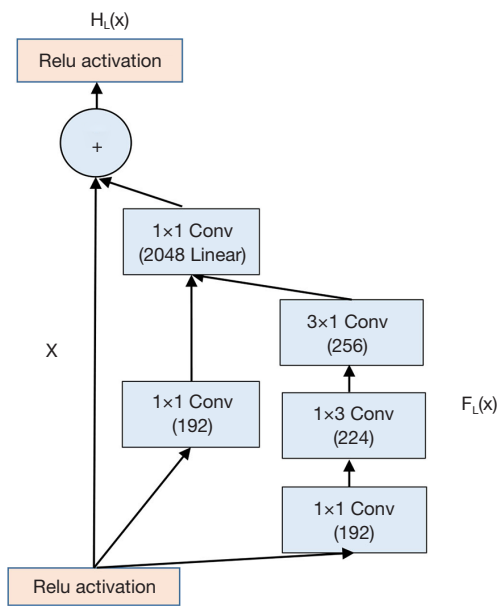 H_L(x)
Relu activation
+
1×1 Conv
(2048 Linear)
3×1 Conv
(256)
X
1×1 Conv
(192)
1×3 Conv
(224)
F_L(x)
1×1 Conv
(192)
Relu activation